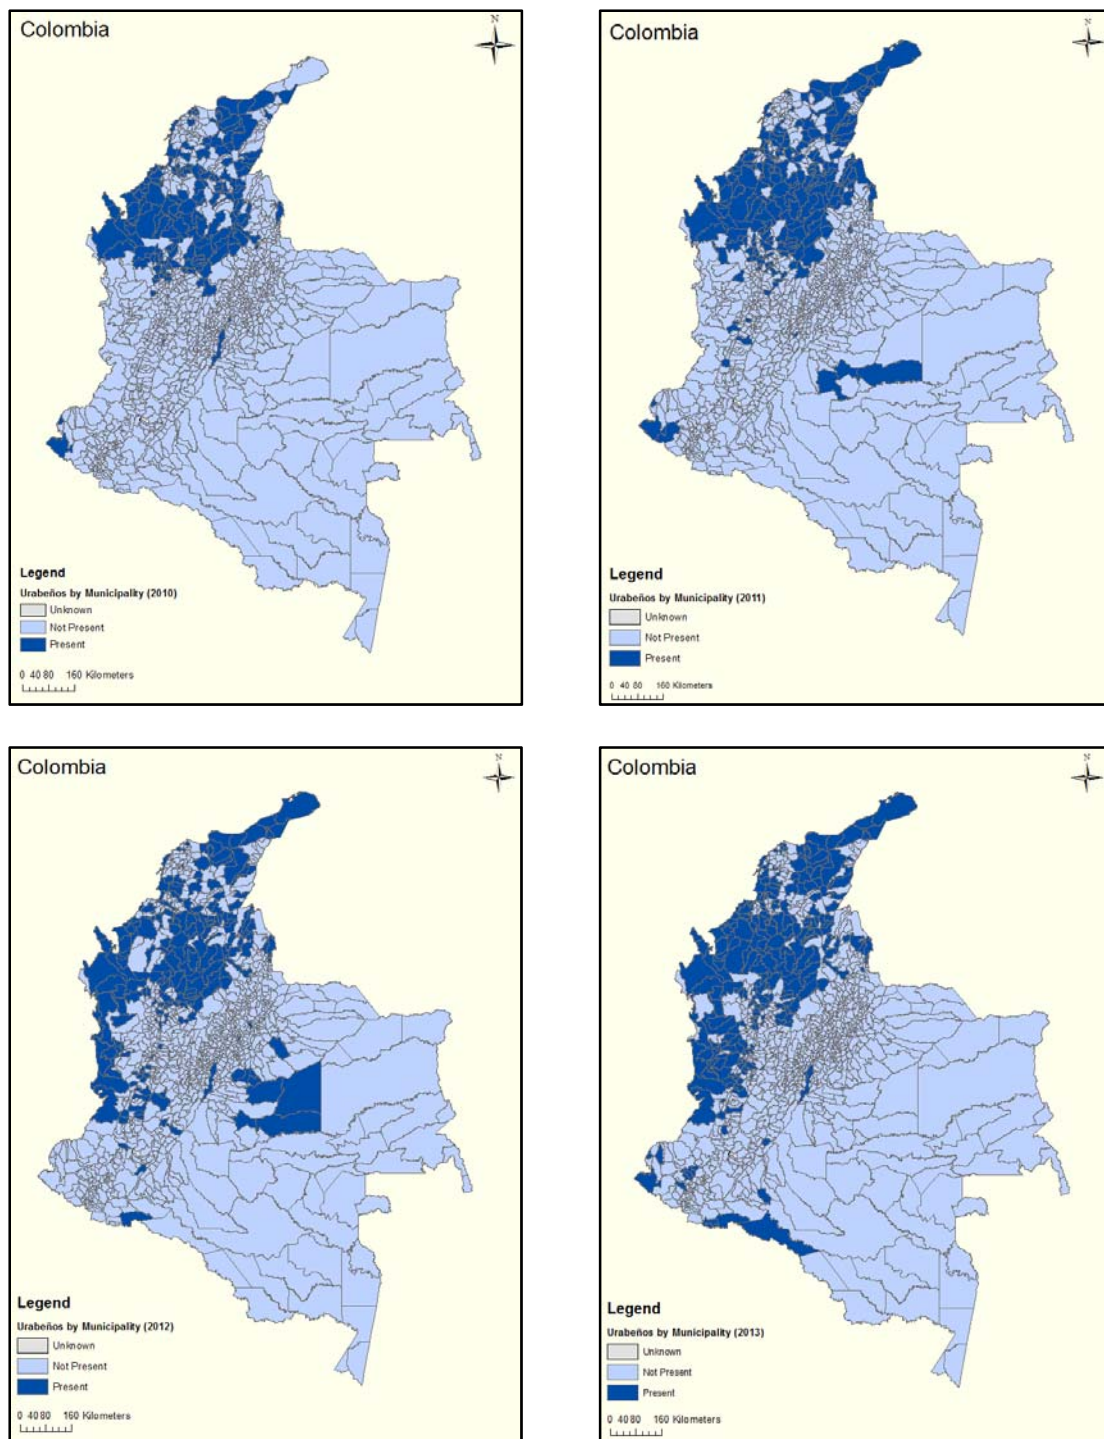 Colombia
N
Legend
Urabeños by Municipality (2010)
Unknown
Not Present
Present
0 40 80 160 Kilometers
Colombia
N
Legend
Urabeños by Municipality (2011)
Unknown
Not Present
Present
0 40 80 160 Kilometers
Colombia
N
Legend
Urabeños by Municipality (2012)
Unknown
Not Present
Present
0 40 80 160 Kilometers
Colombia
N
Legend
Urabeños by Municipality (2013)
Unknown
Not Present
Present
0 40 80 160 Kilometers